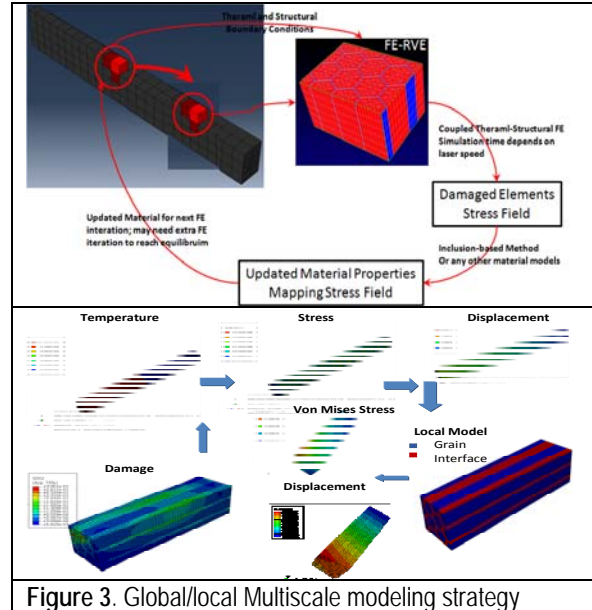 Theraml and Structural
Boundary Conditions
FE-RVE
Coupled Theraml-Structural FE
Simulation time depends on
laser speed
Damaged Elements
Stress Field
Updated Material for next FE
interation; may need extra FE
iteration to reach equilibruim
Inclusion-based Method
Or any other material models
Updated Material Properties
Mapping Stress Field
Temperature
Stress
Displacement
Von Mises Stress
Local Model
Grain
Interface
Damage
Displacement
Figure 3. Global/local Multiscale modeling strategy